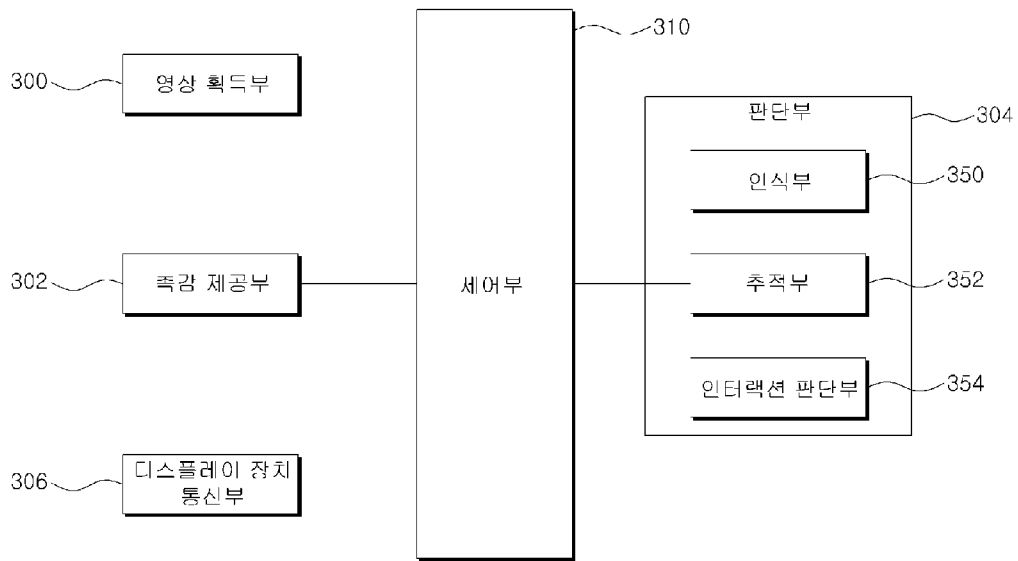 310
300
영상 획득부
판단부
304
인식부
350
302
족감 제공부
세어부
추적부
352
인터랙션 판단부
354
306
디스플레이 장치
통신부